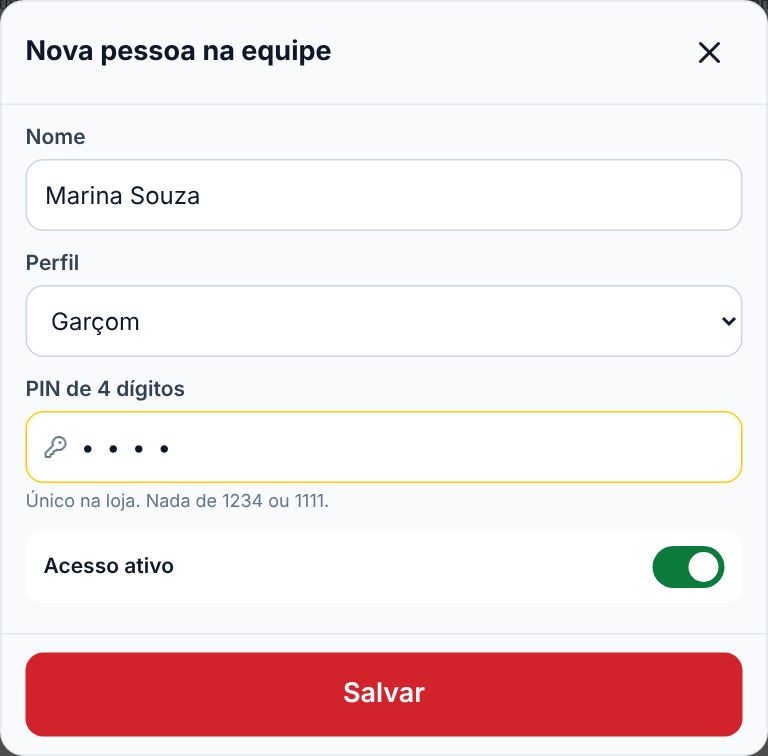 Nova pessoa na equipe
Nome
Marina Souza
Perfil
Garçom
PIN de 4 dígitos
• • • •
Único na loja. Nada de 1234 ou 1111.
Acesso ativo
Salvar